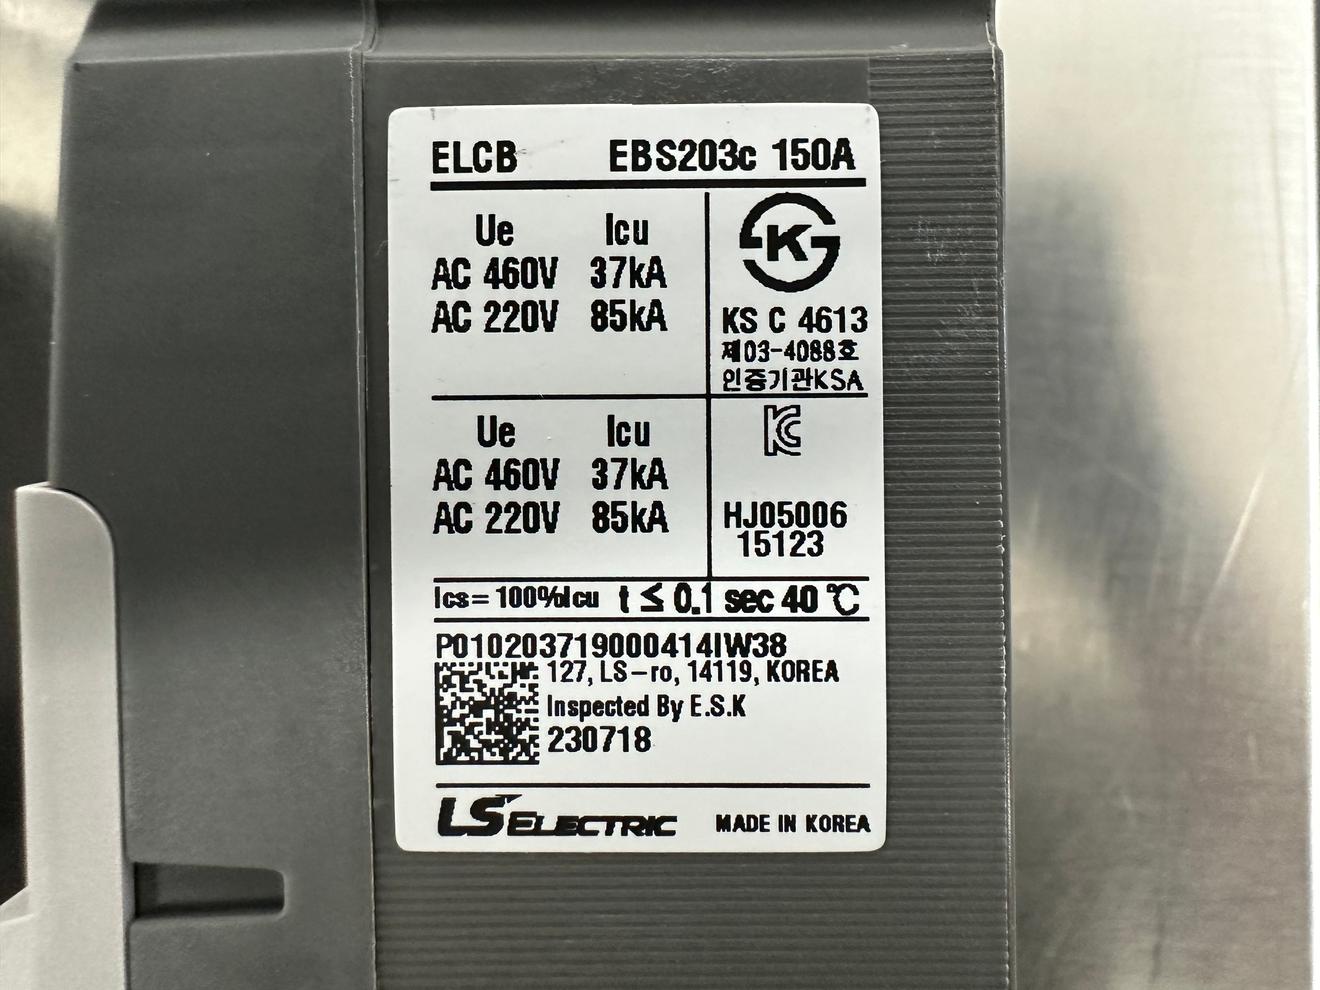 ELCB EBS203c 150A
Ue Icu
AC 460V 37kA
AC 220V 85kA
KS C 4613
제03-4088호
인증기관KSA
Ue Icu
AC 460V 37kA
AC 220V 85kA
HJ05006
15123
Ics= 100%Icu t ≤ 0.1 sec 40 ℃
P010203719000414IW38
127, LS-ro, 14119, KOREA
Inspected By E.S.K
230718
LS ELECTRIC MADE IN KOREA